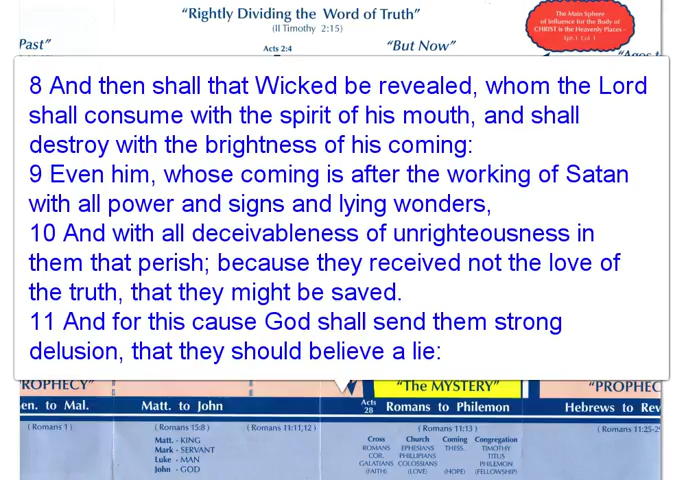 "Rightly Dividing the Word of Truth"
(II Timothy 2:15)
The Main Sphere
of Influence for the Body of
CHRIST is the Heavenly Places -
Eph.1 Col. 1
Past"
Acts 2:4
"But Now"
"Ages t
8 And then shall that Wicked be revealed, whom the Lord
shall consume with the spirit of his mouth, and shall
destroy with the brightness of his coming:
9 Even him, whose coming is after the working of Satan
with all power and signs and lying wonders,
10 And with all deceivableness of unrighteousness in
them that perish; because they received not the love of
the truth, that they might be saved.
11 And for this cause God shall send them strong
delusion, that they should believe a lie:
ROPHECY"
"The MYSTERY"
"PROPHEC
en. to Mal.
Matt. to John
Acts
28
Romans to Philemon
Hebrews to Rev
( Romans 1 )
( Romans 15:8 )
( Romans 11:11,12 )
( Romans 11:13 )
(Romans 11:25-2
Matt. - KING
Mark - SERVANT
Luke - MAN
John - GOD
Cross Church Coming Congregation
ROMANS EPHESIANS THESS. TIMOTHY
COR. PHILIPPIANS TITUS
GALATIANS COLOSSIANS PHILEMON
(FAITH) (LOVE) (HOPE) (FELLOWSHIP)